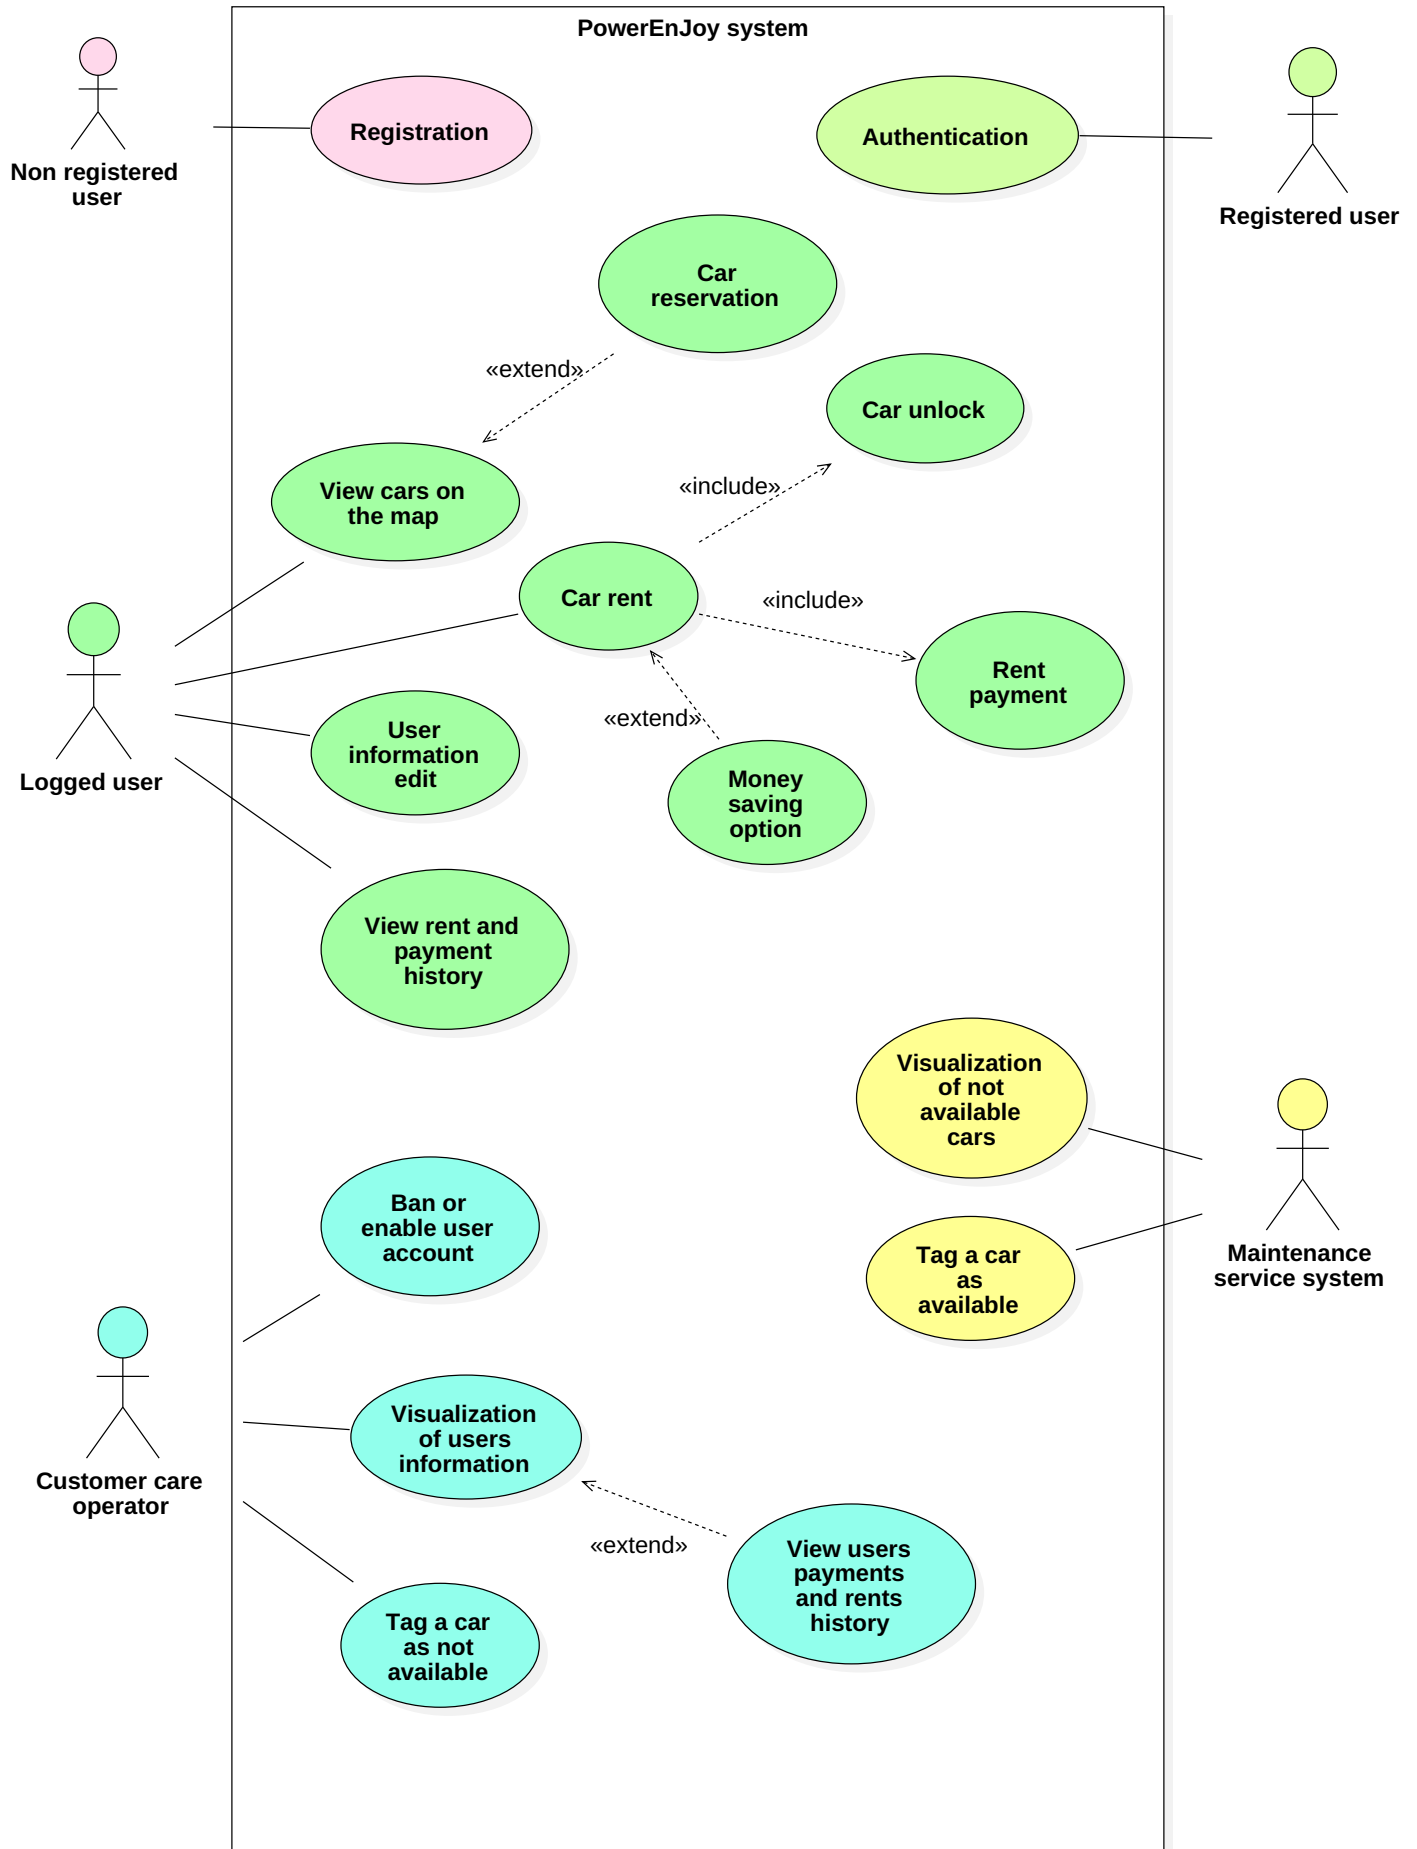 PowerEnJoy system
Non registered
user
Registration
Authentication
Registered user
Car
reservation
«extend»
Car unlock
View cars on
the map
«include»
Car rent
«include»
Logged user
Rent
payment
User
information
edit
«extend»
Money
saving
option
View rent and
payment
history
Visualization
of not
available
cars
Maintenance
service system
Ban or
enable user
account
Tag a car
as
available
Customer care
operator
Visualization
of users
information
«extend»
View users
payments
and rents
history
Tag a car
as not
available